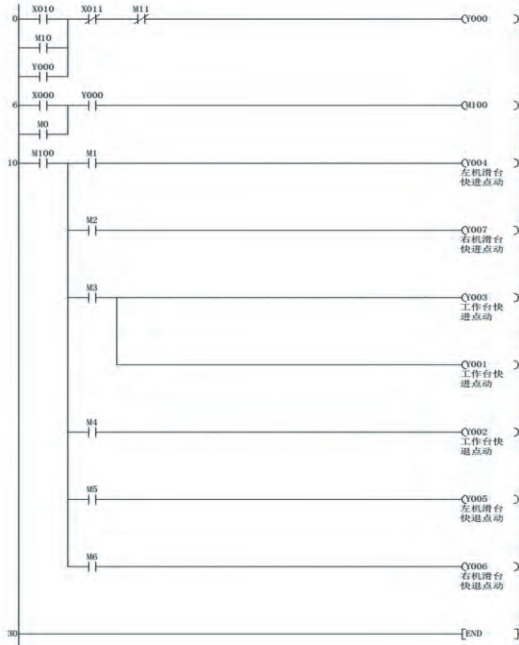 X010 X011 M11
0 Y000
M10
Y000
X000 Y000
6 M100
M0
M100 M1
10 Y004
左机滑台
快进点动
M2
Y007
右机滑台
快进点动
M3
Y003
工作台快
进点动
Y001
工作台快
进点动
M4
Y002
工作台快
退点动
M5
Y005
左机滑台
快退点动
M6
Y006
右机滑台
快退点动
30 [END ]